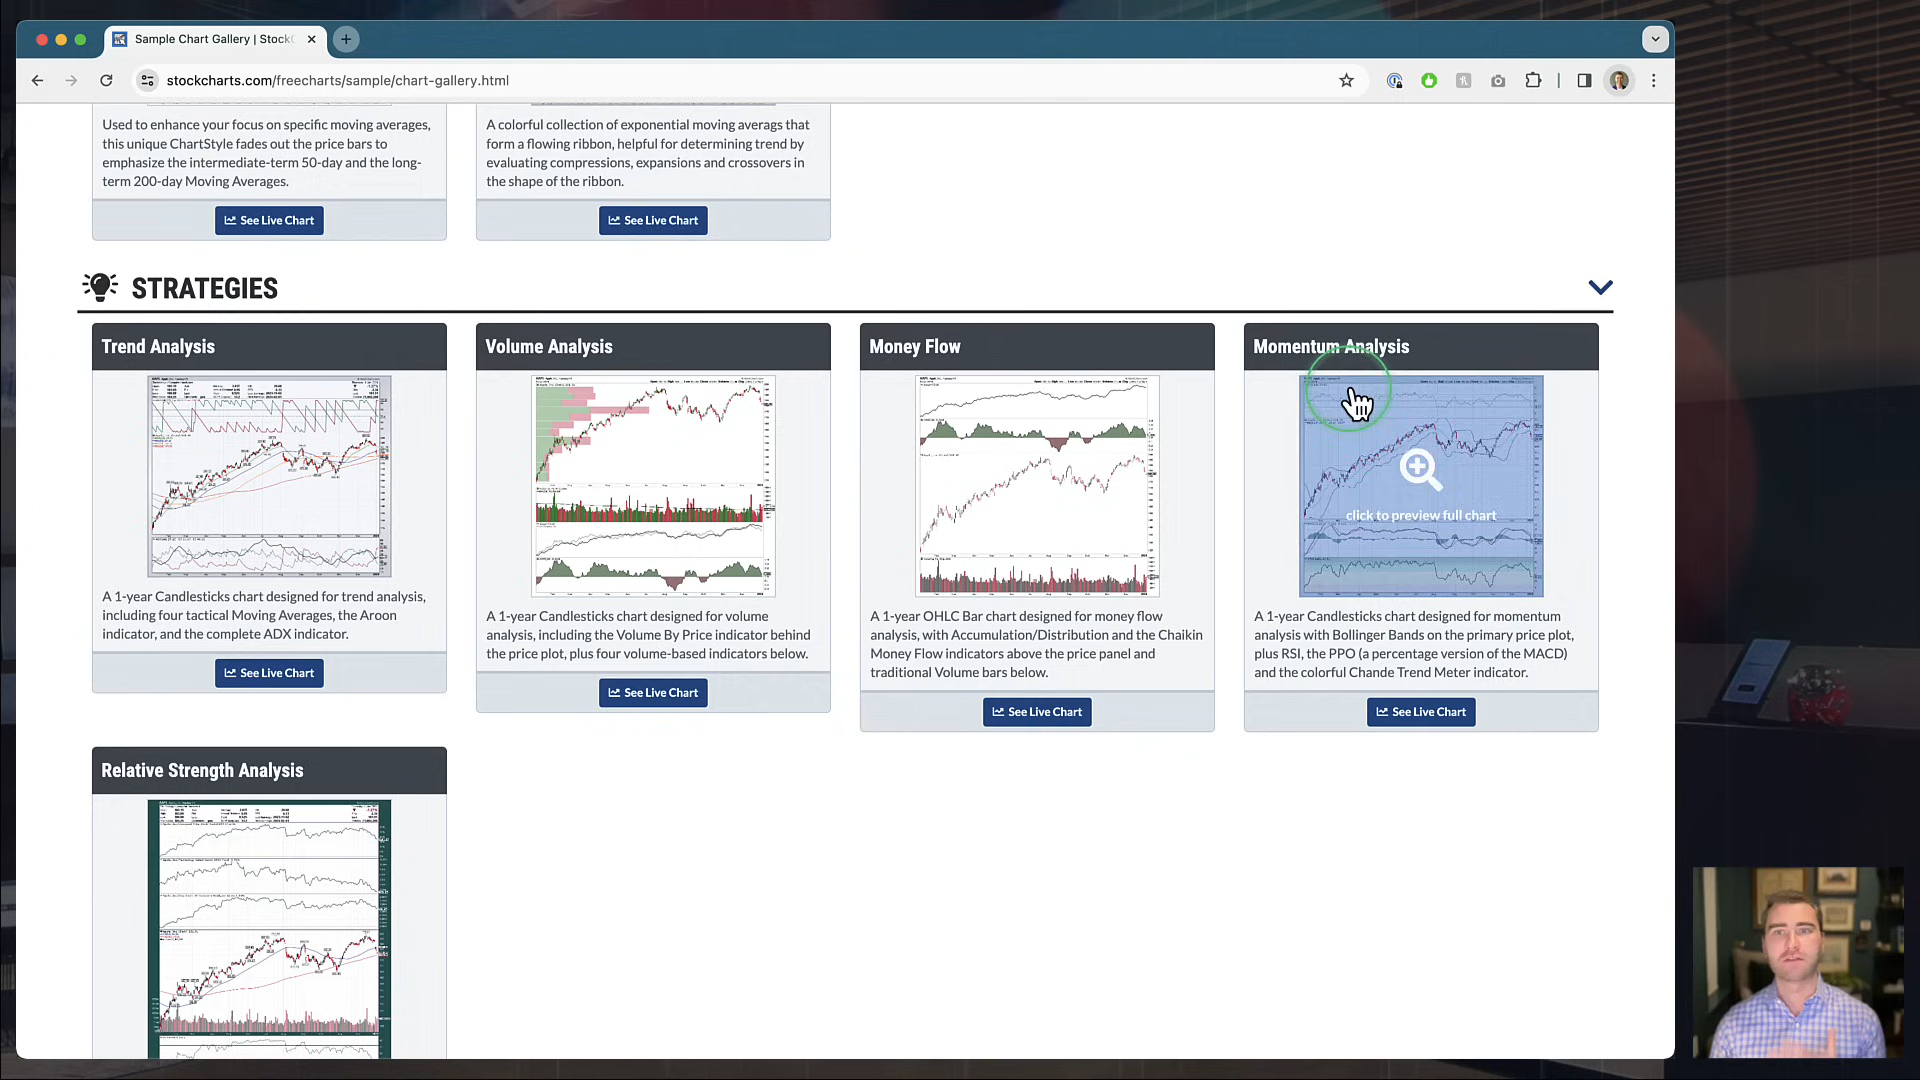 Sample Chart Gallery | StockC
stockcharts.com/freecharts/sample/chart-gallery.html
Used to enhance your focus on specific moving averages,
this unique ChartStyle fades out the price bars to
emphasize the intermediate-term 50-day and the long-
term 200-day Moving Averages.
See Live Chart
A colorful collection of exponential moving averags that
form a flowing ribbon, helpful for determining trend by
evaluating compressions, expansions and crossovers in
the shape of the ribbon.
See Live Chart
STRATEGIES
Trend Analysis
A 1-year Candlesticks chart designed for trend analysis,
including four tactical Moving Averages, the Aroon
indicator, and the complete ADX indicator.
See Live Chart
Volume Analysis
A 1-year Candlesticks chart designed for volume
analysis, including the Volume By Price indicator behind
the price plot, plus four volume-based indicators below.
See Live Chart
Money Flow
A 1-year OHLC Bar chart designed for money flow
analysis, with Accumulation/Distribution and the Chaikin
Money Flow indicators above the price panel and
traditional Volume bars below.
See Live Chart
Momentum Analysis
click to preview full chart
A 1-year Candlesticks chart designed for momentum
analysis with Bollinger Bands on the primary price plot,
plus RSI, the PPO (a percentage version of the MACD)
and the colorful Chande Trend Meter indicator.
See Live Chart
Relative Strength Analysis